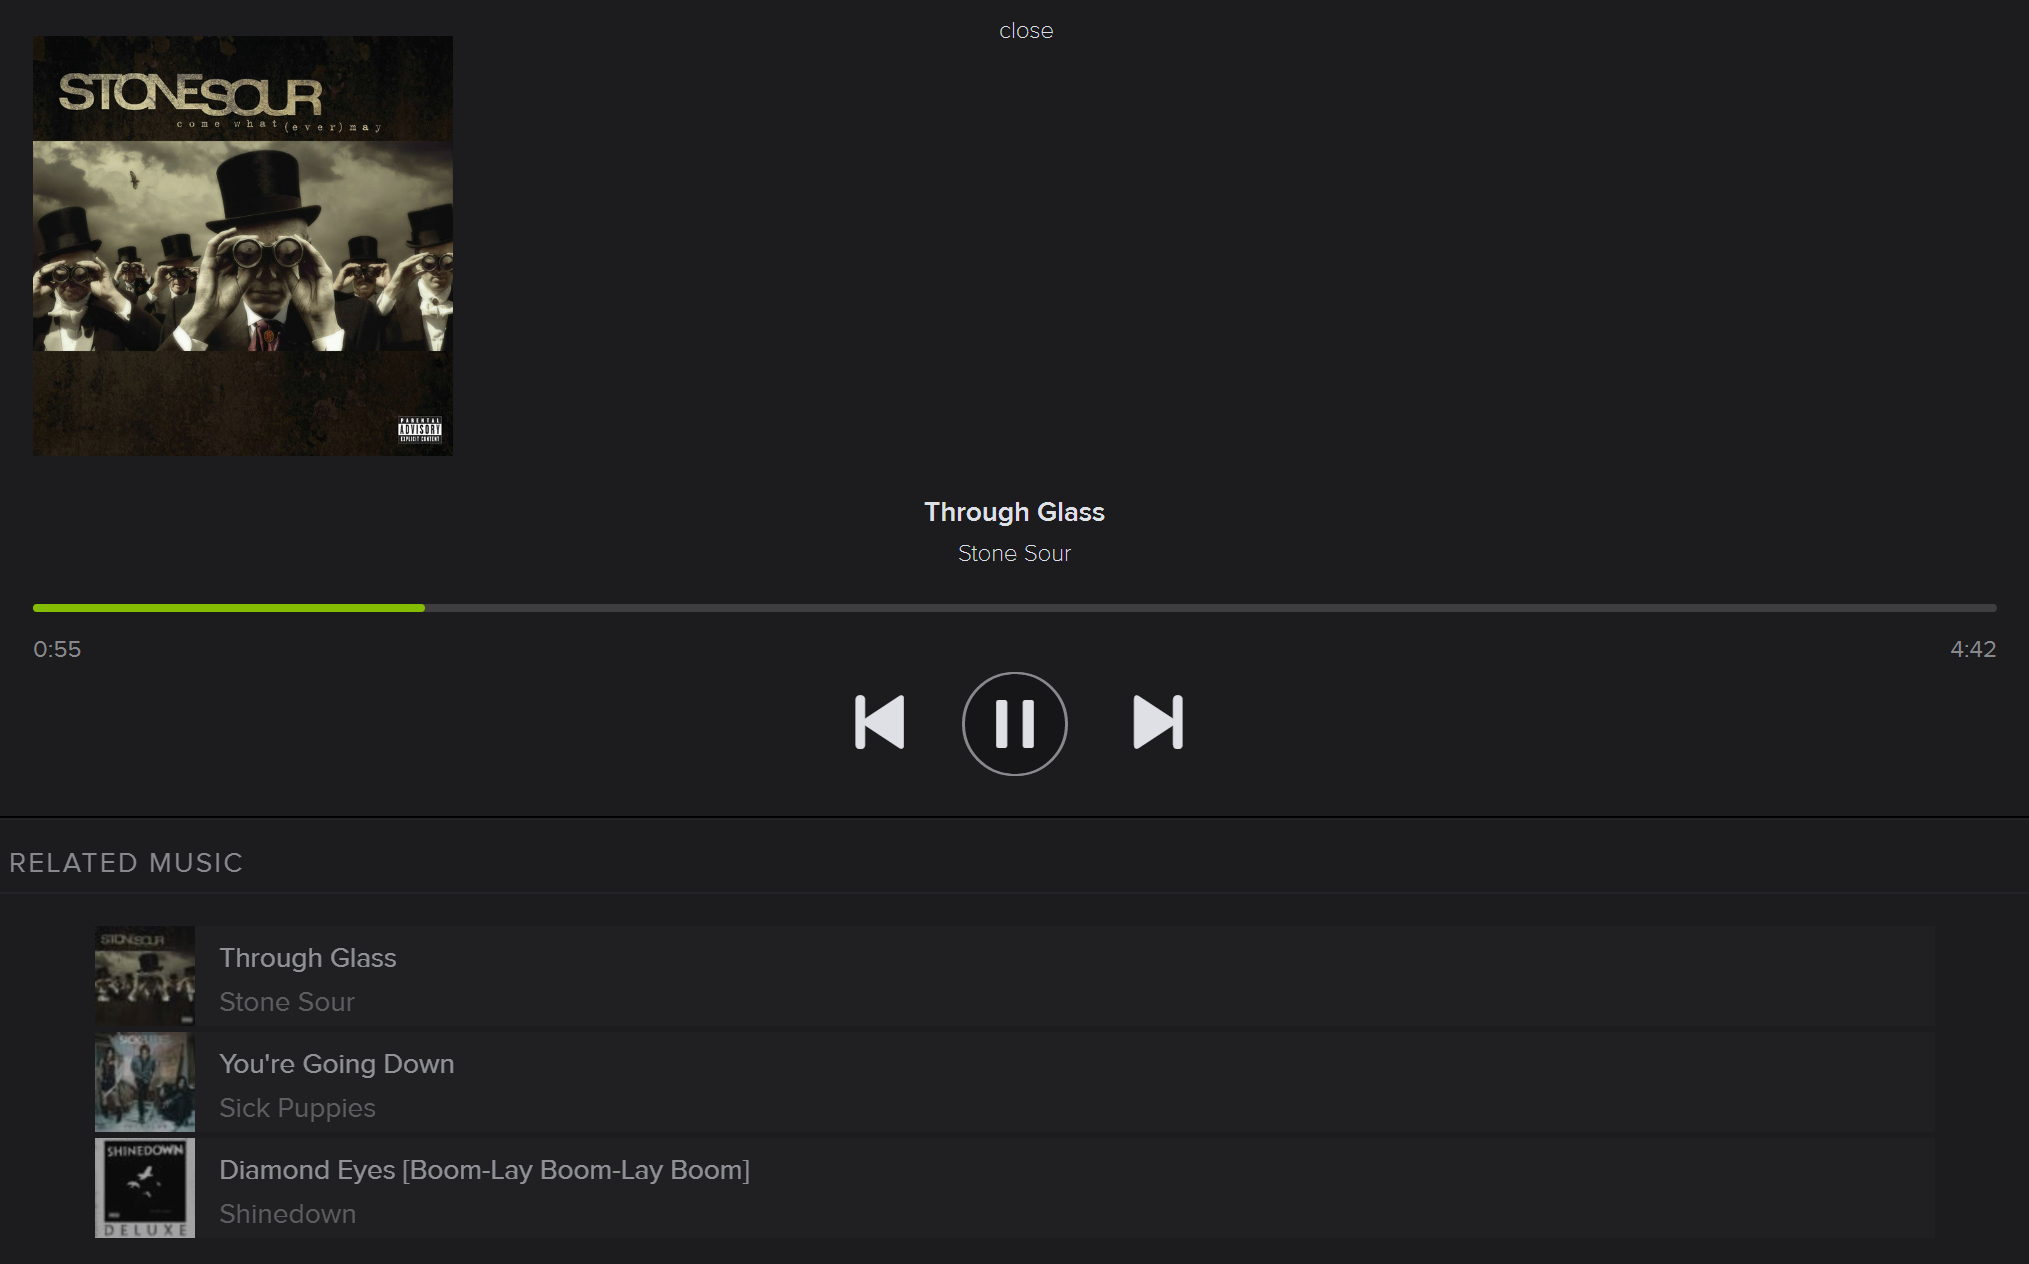 close
STONESOUR
come what (ever) may
PARENTAL
ADVISORY
EXPLICIT CONTENT
Through Glass
Stone Sour
0:55
4:42
RELATED MUSIC
STONESOUR
Through Glass
Stone Sour
You're Going Down
Sick Puppies
SHINEDOWN
DELUXE
Diamond Eyes [Boom-Lay Boom-Lay Boom]
Shinedown